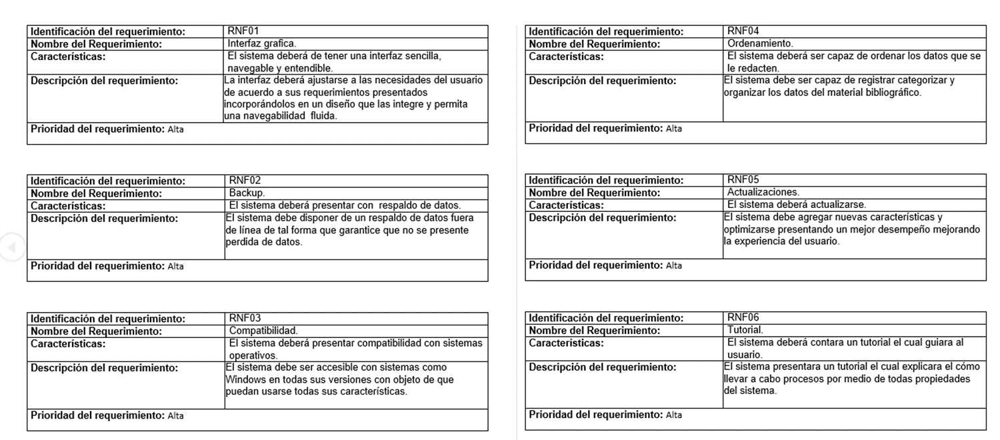 Identificación del requerimiento: RNF01
Nombre del Requerimiento: Interfaz grafica.
Características: El sistema deberá de tener una interfaz sencilla,
navegable y entendible.
Descripción del requerimiento: La interfaz deberá ajustarse a las necesidades del usuario
de acuerdo a sus requerimientos presentados
incorporándolos en un diseño que las integre y permita
una navegabilidad fluida.
Prioridad del requerimiento: Alta
Identificación del requerimiento: RNF02
Nombre del Requerimiento: Backup.
Características: El sistema deberá presentar con respaldo de datos.
Descripción del requerimiento: El sistema debe disponer de un respaldo de datos fuera
de línea de tal forma que garantice que no se presente
perdida de datos.
Prioridad del requerimiento: Alta
Identificación del requerimiento: RNF03
Nombre del Requerimiento: Compatibilidad.
Características: El sistema deberá presentar compatibilidad con sistemas
operativos.
Descripción del requerimiento: El sistema debe ser accesible con sistemas como
Windows en todas sus versiones con objeto de que
puedan usarse todas sus características.
Prioridad del requerimiento: Alta
Identificación del requerimiento: RNF04
Nombre del Requerimiento: Ordenamiento.
Características: El sistema deberá ser capaz de ordenar los datos que se
le redacten.
Descripción del requerimiento: El sistema debe ser capaz de registrar categorizar y
organizar los datos del material bibliográfico.
Prioridad del requerimiento: Alta
Identificación del requerimiento: RNF05
Nombre del Requerimiento: Actualizaciones.
Características: El sistema deberá actualizarse.
Descripción del requerimiento: El sistema debe agregar nuevas características y
optimizarse presentando un mejor desempeño mejorando
la experiencia del usuario.
Prioridad del requerimiento: Alta
Identificación del requerimiento: RNF06
Nombre del Requerimiento: Tutorial.
Características: El sistema deberá contara un tutorial el cual guiara al
usuario.
Descripción del requerimiento: El sistema presentara un tutorial el cual explicara el cómo
llevar a cabo procesos por medio de todas propiedades
del sistema.
Prioridad del requerimiento: Alta